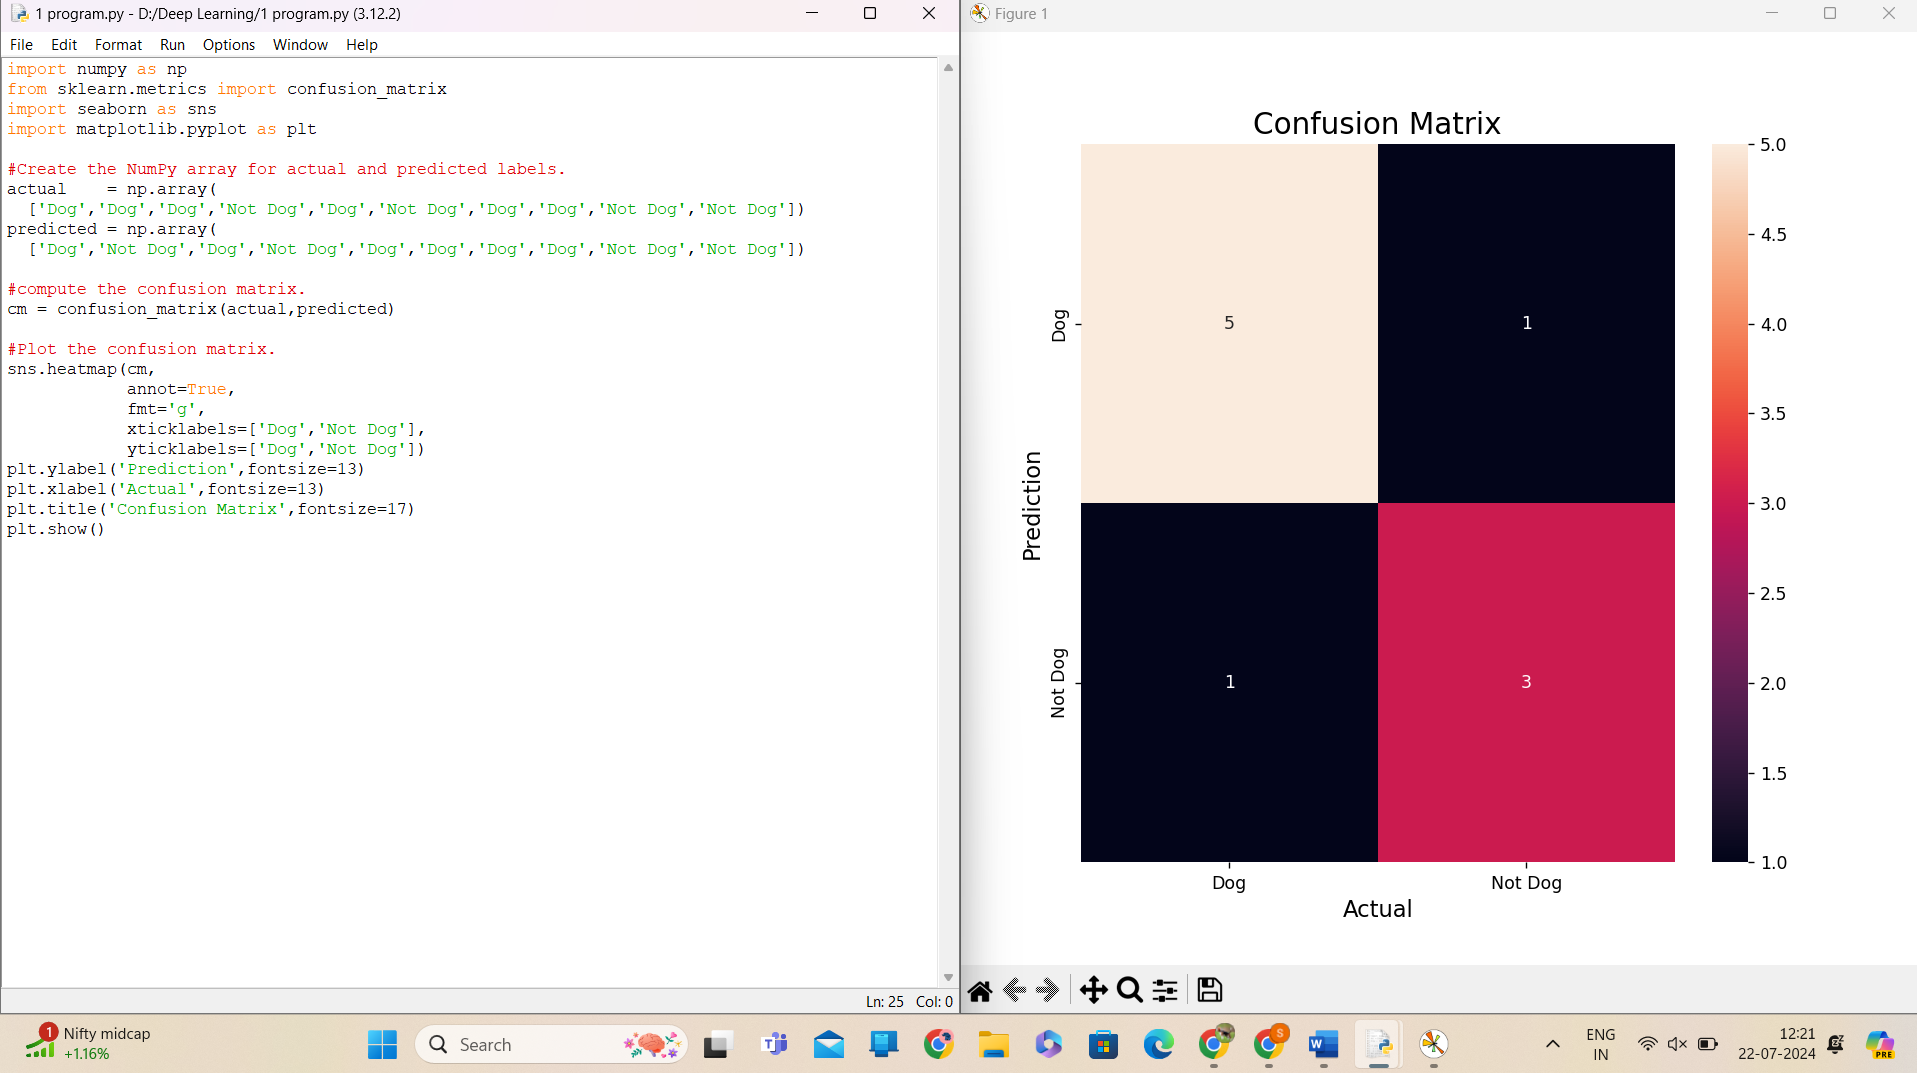 1 program.py - D:/Deep Learning/1 program.py (3.12.2)
File Edit Format Run Options Window Help
import numpy as np
from sklearn.metrics import confusion_matrix
import seaborn as sns
import matplotlib.pyplot as plt
#Create the NumPy array for actual and predicted labels.
actual    = np.array(
  ['Dog','Dog','Dog','Not Dog','Dog','Not Dog','Dog','Dog','Not Dog','Not Dog'])
predicted = np.array(
  ['Dog','Not Dog','Dog','Not Dog','Dog','Dog','Dog','Dog','Not Dog','Not Dog'])
#compute the confusion matrix.
cm = confusion_matrix(actual,predicted)
#Plot the confusion matrix.
sns.heatmap(cm,
            annot=True,
            fmt='g',
            xticklabels=['Dog','Not Dog'],
            yticklabels=['Dog','Not Dog'])
plt.ylabel('Prediction',fontsize=13)
plt.xlabel('Actual',fontsize=13)
plt.title('Confusion Matrix',fontsize=17)
plt.show()
Ln: 25 Col: 0
Figure 1
Confusion Matrix
Prediction
Dog
Not Dog
5 1
1 3
Dog Not Dog
Actual
5.0
4.5
4.0
3.5
3.0
2.5
2.0
1.5
1.0
1
Nifty midcap
+1.16%
Search
S
ENG
IN
12:21
22-07-2024
PRE